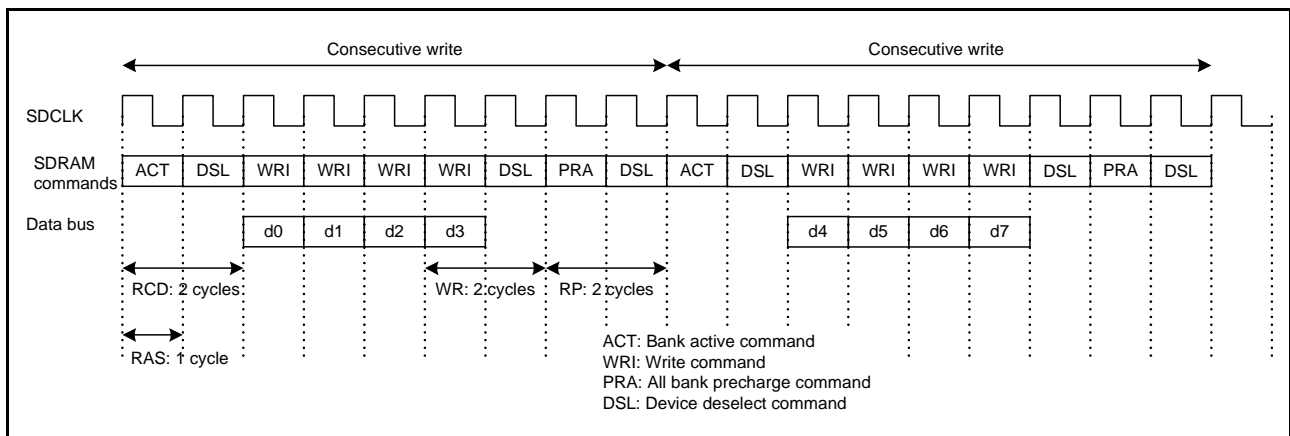 Consecutive write Consecutive write
SDCLK
SDRAM commands
ACT DSL WRI WRI WRI WRI DSL PRA DSL ACT DSL WRI WRI WRI WRI DSL PRA DSL
Data bus d0 d1 d2 d3 d4 d5 d6 d7
RCD: 2 cycles WR: 2 cycles RP: 2 cycles
RAS: 1 cycle
ACT: Bank active command
WRI: Write command
PRA: All bank precharge command
DSL: Device deselect command